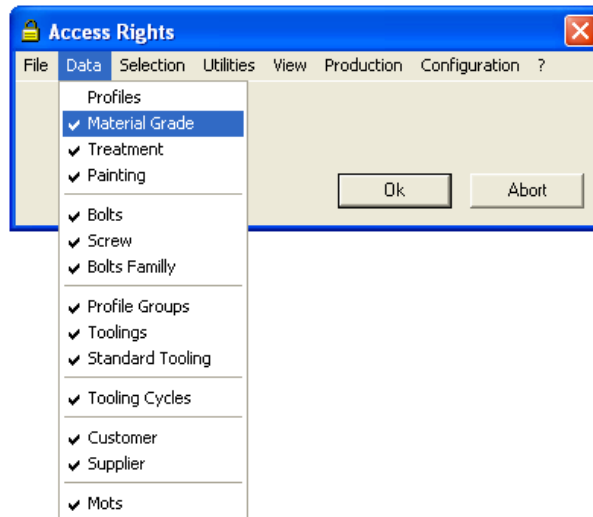 Access Rights
File Data Selection Utilities View Production Configuration ?
Profiles
Material Grade
Treatment
Painting
Ok Abort
Bolts
Screw
Bolts Familly
Profile Groups
Toolings
Standard Tooling
Tooling Cycles
Customer
Supplier
Mots